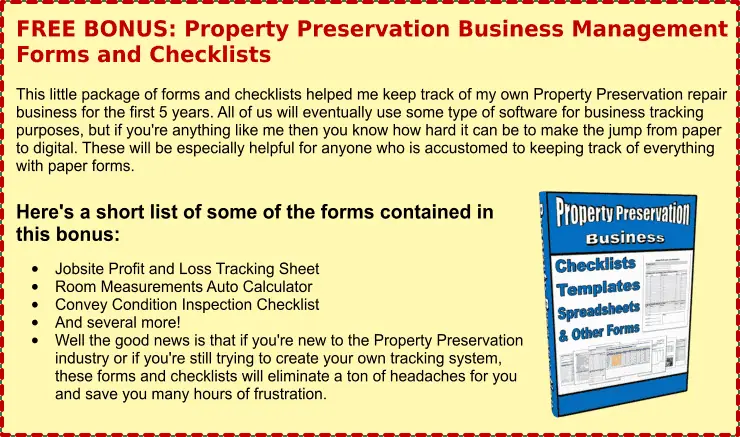 FREE BONUS: Property Preservation Business Management
Forms and Checklists
This little package of forms and checklists helped me keep track of my own Property Preservation repair
business for the first 5 years. All of us will eventually use some type of software for business tracking
purposes, but if you're anything like me then you know how hard it can be to make the jump from paper
to digital. These will be especially helpful for anyone who is accustomed to keeping track of everything
with paper forms.
Here's a short list of some of the forms contained in
this bonus:
• Jobsite Profit and Loss Tracking Sheet
• Room Measurements Auto Calculator
• Convey Condition Inspection Checklist
• And several more!
• Well the good news is that if you're new to the Property Preservation
industry or if you're still trying to create your own tracking system,
these forms and checklists will eliminate a ton of headaches for you
and save you many hours of frustration.
Property Preservation
Business
Checklists
Templates
Spreadsheets
& Other Forms